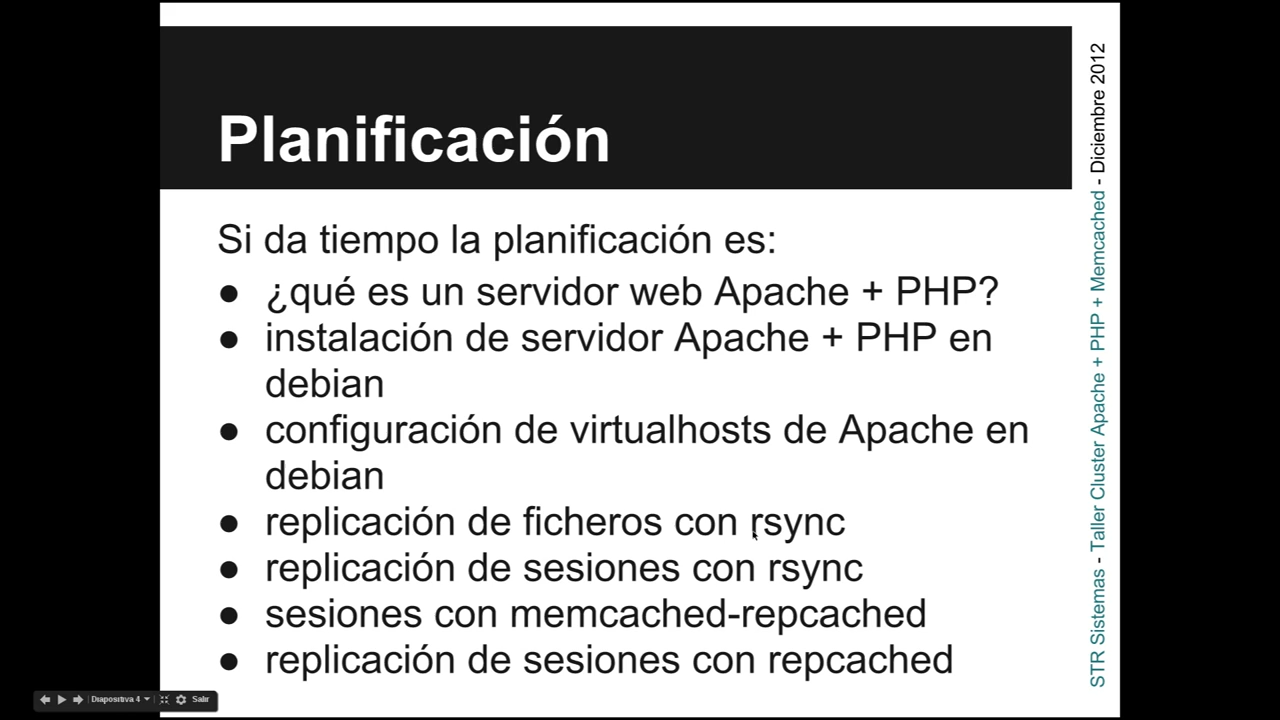 Planificación
Si da tiempo la planificación es:
● ¿qué es un servidor web Apache + PHP?
● instalación de servidor Apache + PHP en
debian
● configuración de virtualhosts de Apache en
debian
● replicación de ficheros con rsync
● replicación de sesiones con rsync
● sesiones con memcached-repcached
● replicación de sesiones con repcached
STR Sistemas - Taller Cluster Apache + PHP + Memcached - Diciembre 2012
Diapositiva 4
Salir